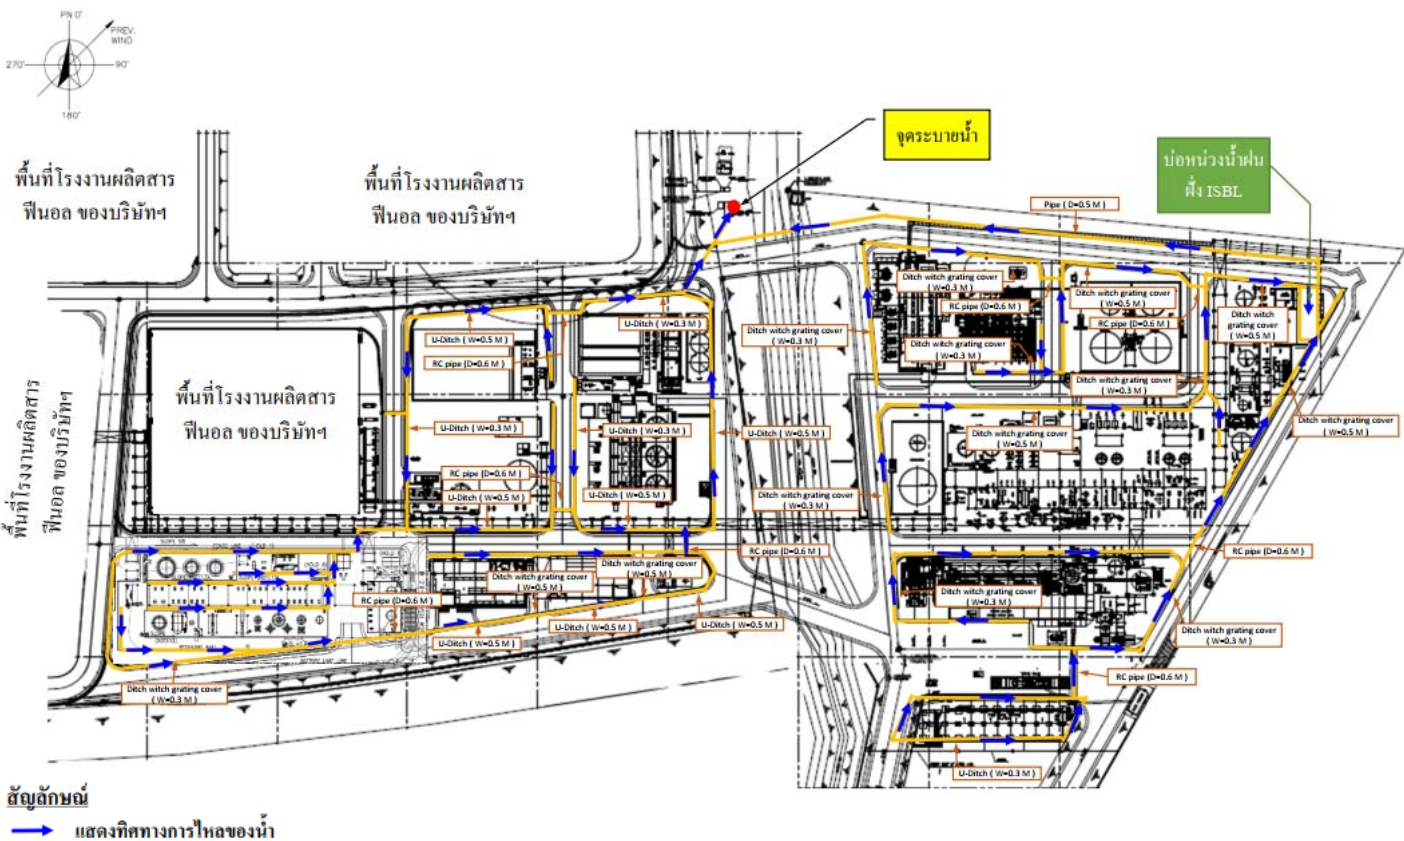 PN 0°
PREV.
WIND
270°
90°
180°
จุดระบายน้ำ
บ่อหน่วงน้ำฝน
ฝั่ง ISBL
พื้นที่โรงงานผลิตสาร
ฟีนอล ของบริษัทฯ
พื้นที่โรงงานผลิตสาร
ฟีนอล ของบริษัทฯ
Pipe ( D=0.5 M )
Ditch witch grating cover
( W=0.3 M )
Ditch witch grating cover
( W=0.5 M )
RC pipe (D=0.6 M )
RC pipe (D=0.6 M )
Ditch witch
grating cover
( W=0.5 M )
U-Ditch ( W=0.3 M )
U-Ditch ( W=0.5 M )
Ditch witch grating cover
( W=0.3 M )
Ditch witch grating cover
( W=0.3 M )
RC pipe (D=0.6 M )
Ditch witch grating cover
( W=0.3 M )
พื้นที่โรงงานผลิตสาร
ฟีนอล ของบริษัทฯ
พื้นที่โรงงานผลิตสาร
ฟีนอล ของบริษัทฯ
U-Ditch ( W=0.3 M )
U-Ditch ( W=0.3 M )
U-Ditch ( W=0.5 M )
Ditch witch grating cover
( W=0.5 M )
Ditch witch grating cover
( W=0.5 M )
RC pipe (D=0.6 M )
U-Ditch ( W=0.5 M )
U-Ditch ( W=0.5 M )
Ditch witch grating cover
( W=0.3 M )
RC pipe (D=0.6 M )
RC pipe (D=0.6 M )
Ditch witch grating cover
( W=0.5 M )
Ditch witch grating cover
( W=0.5 M )
RC pipe (D=0.6 M )
Ditch witch grating cover
( W=0.3 M )
U-Ditch ( W=0.5 M )
U-Ditch ( W=0.5 M )
U-Ditch ( W=0.5 M )
Ditch witch grating cover
( W=0.3 M )
RC pipe (D=0.6 M )
Ditch witch grating cover
( W=0.3 M )
U-Ditch ( W=0.3 M )
สัญลักษณ์
แสดงทิศทางการไหลของน้ำ